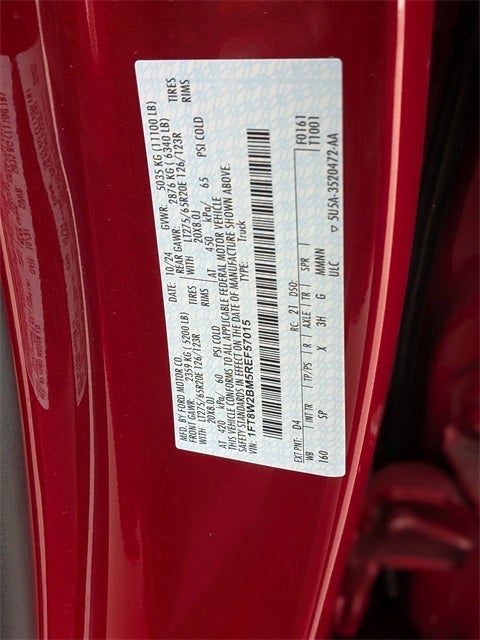 MFD. BY FORD MOTOR CO.
DATE: 10/24 GVWR: 5035 KG (11100 LB)
FRONT GAWR: 2359 KG (5200 LB) REAR GAWR: 2876 KG (6340 LB)
WITH LT275/65R20E 126/123R TIRES WITH LT275/65R20E 126/123R TIRES
20X8.0J RIMS 20X8.0J RIMS
AT 420 kPa/ 60 PSI COLD AT 450 kPa/ 65 PSI COLD
THIS VEHICLE CONFORMS TO ALL APPLICABLE FEDERAL MOTOR VEHICLE
SAFETY STANDARDS IN EFFECT ON THE DATE OF MANUFACTURE SHOWN ABOVE.
VIN: 1FT8W2BM5REF57015 TYPE: Truck
F0161
T1001
EXT PNT: D4 RC: 21 DSO:
WB INT TR TP/PS R AXLE TR SPR
160 SP X 3H G MMMNN
ULC ▽ 5U5A-3520472-AA